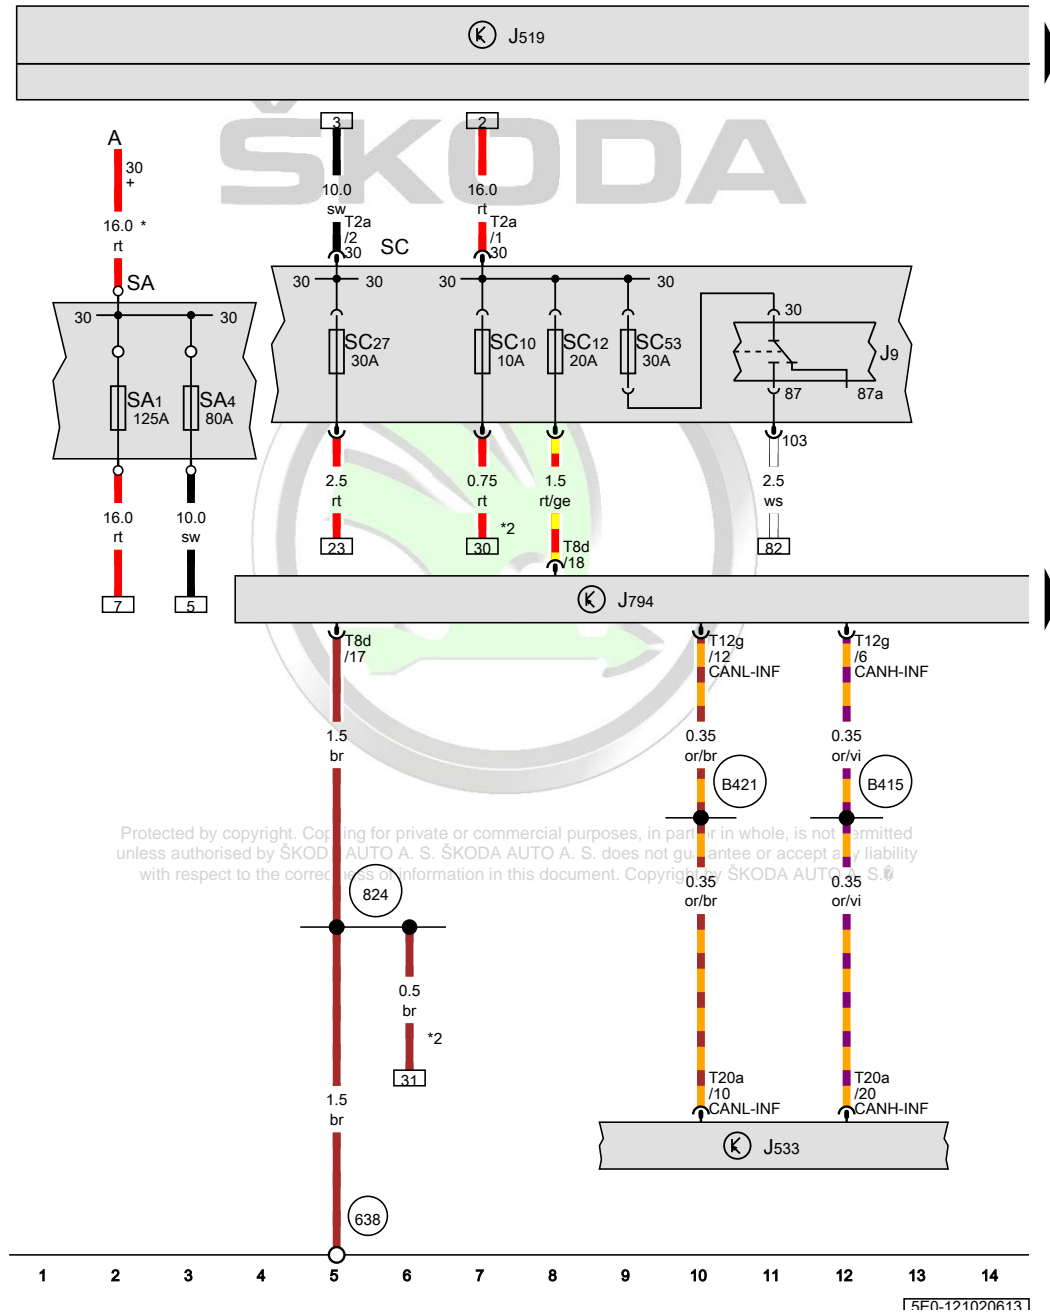 J519
ŠKODA
A
30
+
16.0 *
rt
SA
30
30
SA1
125A
SA4
80A
16.0
rt
10.0
sw
7
5
3
10.0
sw
T2a
/2
30
SC
2
16.0
rt
T2a
/1
30
30
30
30
30
SC27
30A
SC10
10A
SC12
20A
SC53
30A
30
J9
87
87a
2.5
rt
23
0.75
rt
*2
30
1.5
rt/ge
T8d
/18
103
2.5
ws
82
J794
T8d
/17
1.5
br
T12g
/12
CANL-INF
0.35
or/br
B421
T12g
/6
CANH-INF
0.35
or/vi
B415
Protected by copyright. Copying for private or commercial purposes, in part or in whole, is not permitted
unless authorised by ŠKODA AUTO A. S. ŠKODA AUTO A. S. does not guarantee or accept any liability
with respect to the correctness of information in this document. Copyright by ŠKODA AUTO A. S.�
824
0.35
or/br
0.35
or/vi
0.5
br
*2
31
1.5
br
T20a
/10
CANL-INF
T20a
/20
CANH-INF
J533
638
1 2 3 4 5 6 7 8 9 10 11 12 13 14
5E0-121020613